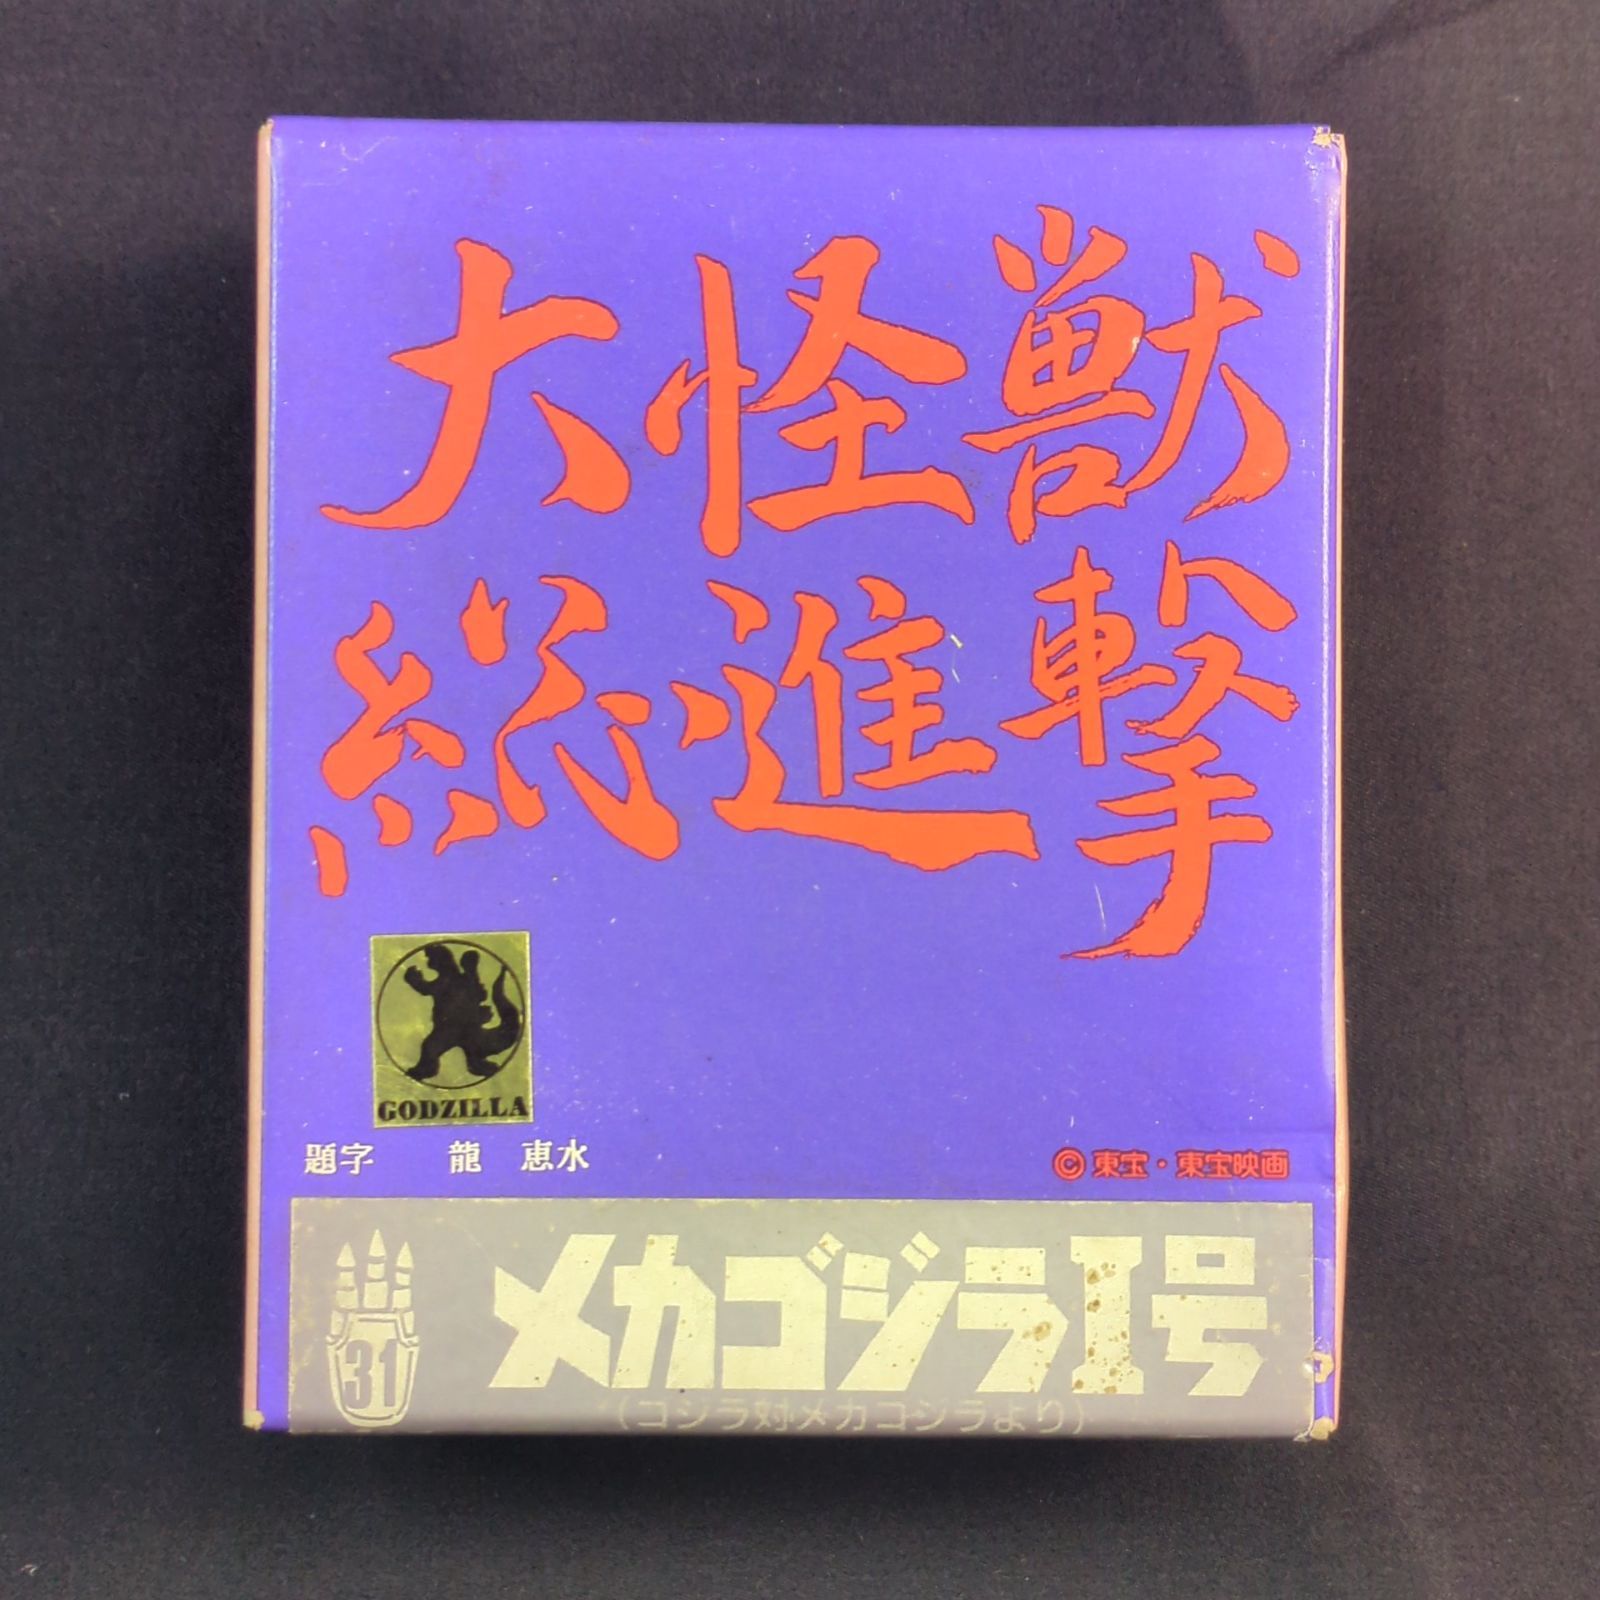 大怪獣
総進撃
GODZILLA
題字 龍 恵水
© 東宝・東宝映画
31
メカゴジラI号
(ゴジラ対メカゴジラより)